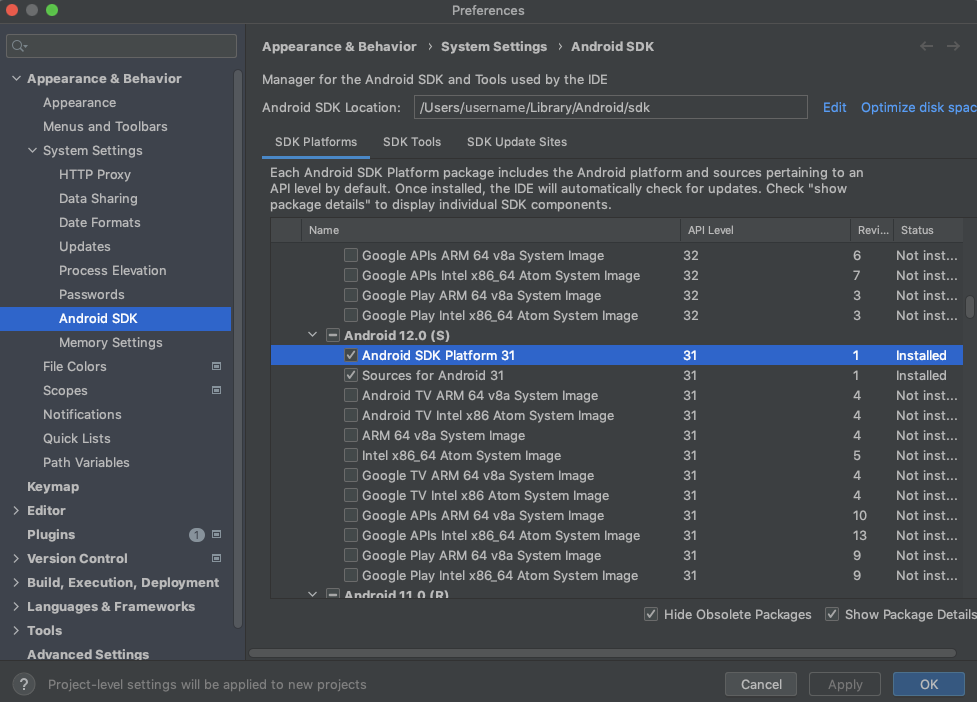 Preferences
Appearance & Behavior
Appearance
Menus and Toolbars
System Settings
HTTP Proxy
Data Sharing
Date Formats
Updates
Process Elevation
Passwords
Android SDK
Memory Settings
File Colors
Scopes
Notifications
Quick Lists
Path Variables
Keymap
Editor
Plugins 1
Version Control
Build, Execution, Deployment
Languages & Frameworks
Tools
Advanced Settings
Appearance & Behavior › System Settings › Android SDK
Manager for the Android SDK and Tools used by the IDE
Android SDK Location: /Users/username/Library/Android/sdk Edit Optimize disk spac
SDK Platforms SDK Tools SDK Update Sites
Each Android SDK Platform package includes the Android platform and sources pertaining to an
API level by default. Once installed, the IDE will automatically check for updates. Check "show
package details" to display individual SDK components.
Name API Level Revi... Status
Google APIs ARM 64 v8a System Image 32 6 Not inst...
Google APIs Intel x86_64 Atom System Image 32 7 Not inst...
Google Play ARM 64 v8a System Image 32 3 Not inst...
Google Play Intel x86_64 Atom System Image 32 3 Not inst...
Android 12.0 (S)
Android SDK Platform 31 31 1 Installed
Sources for Android 31 31 1 Installed
Android TV ARM 64 v8a System Image 31 4 Not inst...
Android TV Intel x86 Atom System Image 31 4 Not inst...
ARM 64 v8a System Image 31 4 Not inst...
Intel x86_64 Atom System Image 31 5 Not inst...
Google TV ARM 64 v8a System Image 31 4 Not inst...
Google TV Intel x86 Atom System Image 31 4 Not inst...
Google APIs ARM 64 v8a System Image 31 10 Not inst...
Google APIs Intel x86_64 Atom System Image 31 13 Not inst...
Google Play ARM 64 v8a System Image 31 9 Not inst...
Google Play Intel x86_64 Atom System Image 31 9 Not inst...
Android 11.0 (R)
Hide Obsolete Packages Show Package Details
? Project-level settings will be applied to new projects Cancel Apply OK